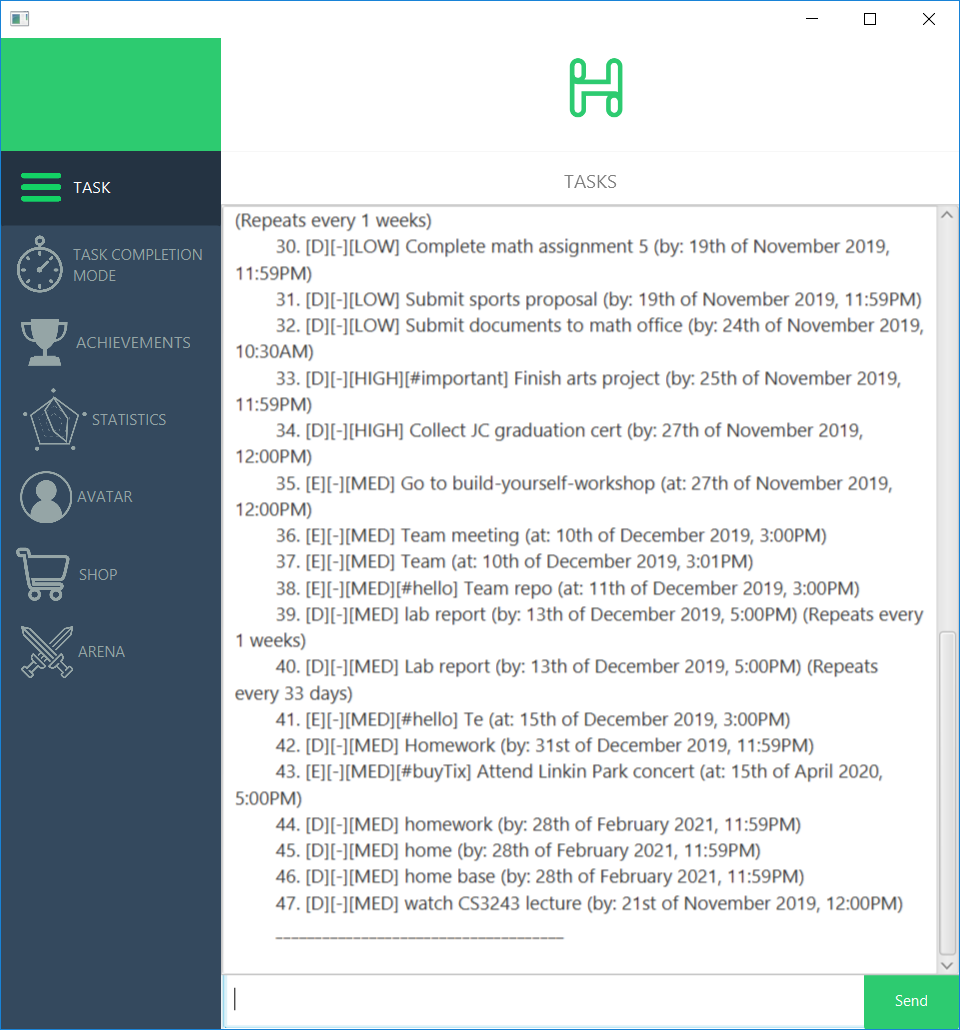 TASK
TASK COMPLETION
MODE
ACHIEVEMENTS
STATISTICS
AVATAR
SHOP
ARENA
TASKS
(Repeats every 1 weeks)
30. [D][-][LOW] Complete math assignment 5 (by: 19th of November 2019,
11:59PM)
31. [D][-][LOW] Submit sports proposal (by: 19th of November 2019, 11:59PM)
32. [D][-][LOW] Submit documents to math office (by: 24th of November 2019,
10:30AM)
33. [D][-][HIGH][#important] Finish arts project (by: 25th of November 2019,
11:59PM)
34. [D][-][HIGH] Collect JC graduation cert (by: 27th of November 2019,
12:00PM)
35. [E][-][MED] Go to build-yourself-workshop (at: 27th of November 2019,
12:00PM)
36. [E][-][MED] Team meeting (at: 10th of December 2019, 3:00PM)
37. [E][-][MED] Team (at: 10th of December 2019, 3:01PM)
38. [E][-][MED][#hello] Team repo (at: 11th of December 2019, 3:00PM)
39. [D][-][MED] lab report (by: 13th of December 2019, 5:00PM) (Repeats every
1 weeks)
40. [D][-][MED] Lab report (by: 13th of December 2019, 5:00PM) (Repeats
every 33 days)
41. [E][-][MED][#hello] Te (at: 15th of December 2019, 3:00PM)
42. [D][-][MED] Homework (by: 31st of December 2019, 11:59PM)
43. [E][-][MED][#buyTix] Attend Linkin Park concert (at: 15th of April 2020,
5:00PM)
44. [D][-][MED] homework (by: 28th of February 2021, 11:59PM)
45. [D][-][MED] home (by: 28th of February 2021, 11:59PM)
46. [D][-][MED] home base (by: 28th of February 2021, 11:59PM)
47. [D][-][MED] watch CS3243 lecture (by: 21st of November 2019, 12:00PM)
_____________________________________
Send